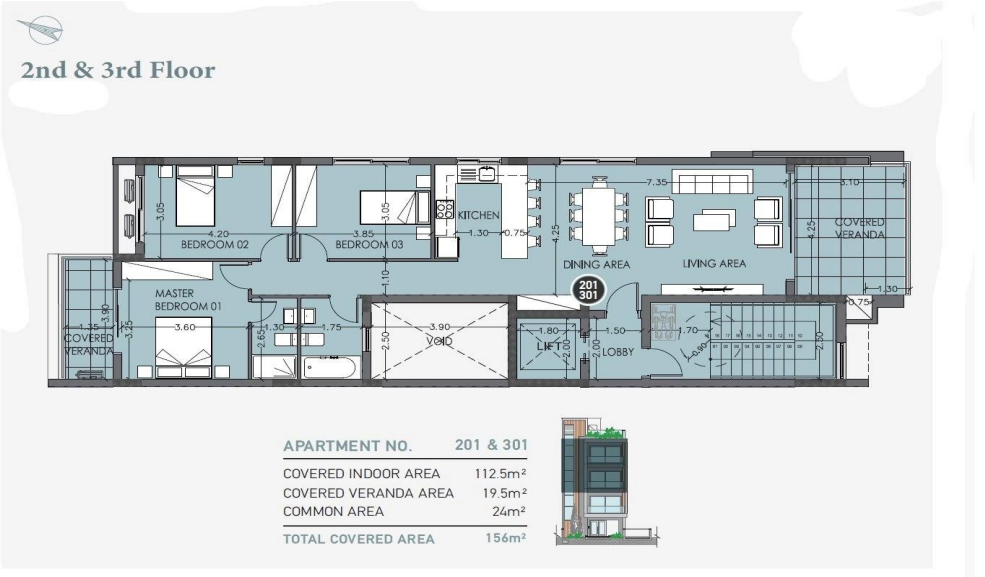 2nd & 3rd Floor
7.35
3.10
3.05
3.05
4.20
3.85
KITCHEN
1.30
0.75
4.25
4.25
COVERED
VERANDA
BEDROOM 02
BEDROOM 03
DINING AREA
LIVING AREA
1.10
201
301
1.30
MASTER
BEDROOM 01
0.75
3.90
3.25
1.35
3.60
1.30
1.75
3.90
1.80
1.50
1.70
COVERED
VERANDA
2.65
2.50
VOID
LIFT
2.00
2.00
LOBBY
0.90
2.50
APARTMENT NO. 201 & 301
COVERED INDOOR AREA 112.5m²
COVERED VERANDA AREA 19.5m²
COMMON AREA 24m²
TOTAL COVERED AREA 156m²